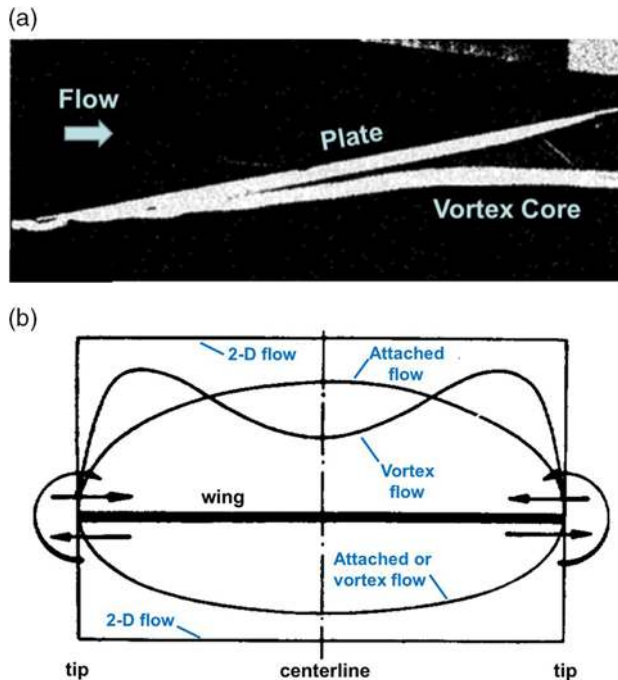 (a)
Flow
Plate
Vortex Core
(b)
2-D flow
Attached
flow
Vortex
flow
wing
Attached or
vortex flow
2-D flow
tip
centerline
tip